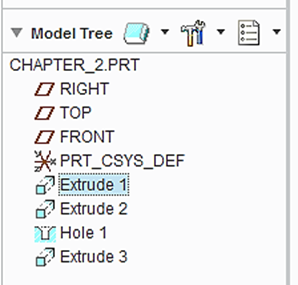 Model Tree
CHAPTER_2.PRT
RIGHT
TOP
FRONT
PRT_CSYS_DEF
Extrude 1
Extrude 2
Hole 1
Extrude 3